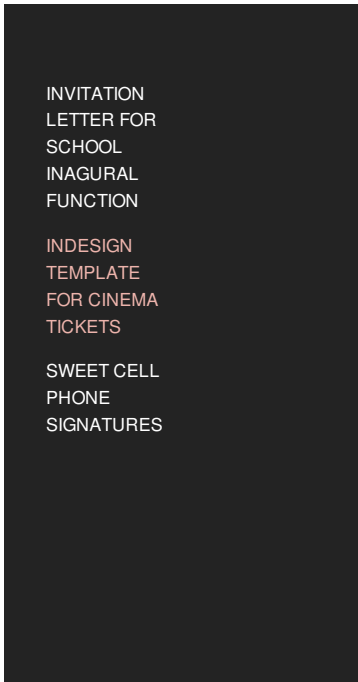 INVITATION
LETTER FOR
SCHOOL
INAGURAL
FUNCTION
INDESIGN
TEMPLATE
FOR CINEMA
TICKETS
SWEET CELL
PHONE
SIGNATURES